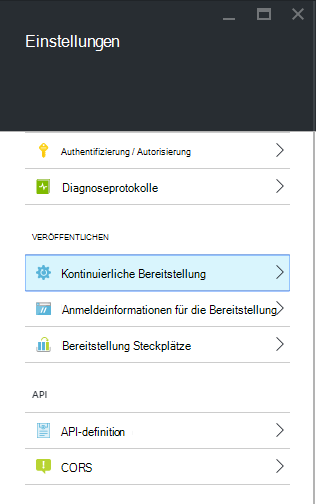 Einstellungen
Authentifizierung / Autorisierung
Diagnoseprotokolle
VERÖFFENTLICHEN
Kontinuierliche Bereitstellung
Anmeldeinformationen für die Bereitstellung
Bereitstellung Steckplätze
API
API-definition
CORS